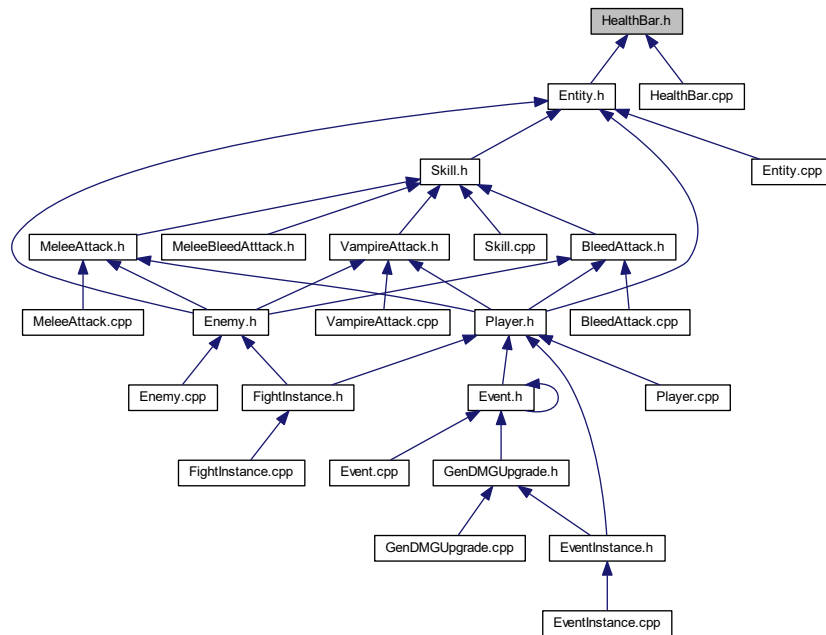 HealthBar.h
Entity.h
HealthBar.cpp
Skill.h
Entity.cpp
MeleeAttack.h
MeleeBleedAtttack.h
VampireAttack.h
Skill.cpp
BleedAttack.h
MeleeAttack.cpp
Enemy.h
VampireAttack.cpp
Player.h
BleedAttack.cpp
Enemy.cpp
FightInstance.h
Event.h
Player.cpp
FightInstance.cpp
Event.cpp
GenDMGUpgrade.h
GenDMGUpgrade.cpp
EventInstance.h
EventInstance.cpp